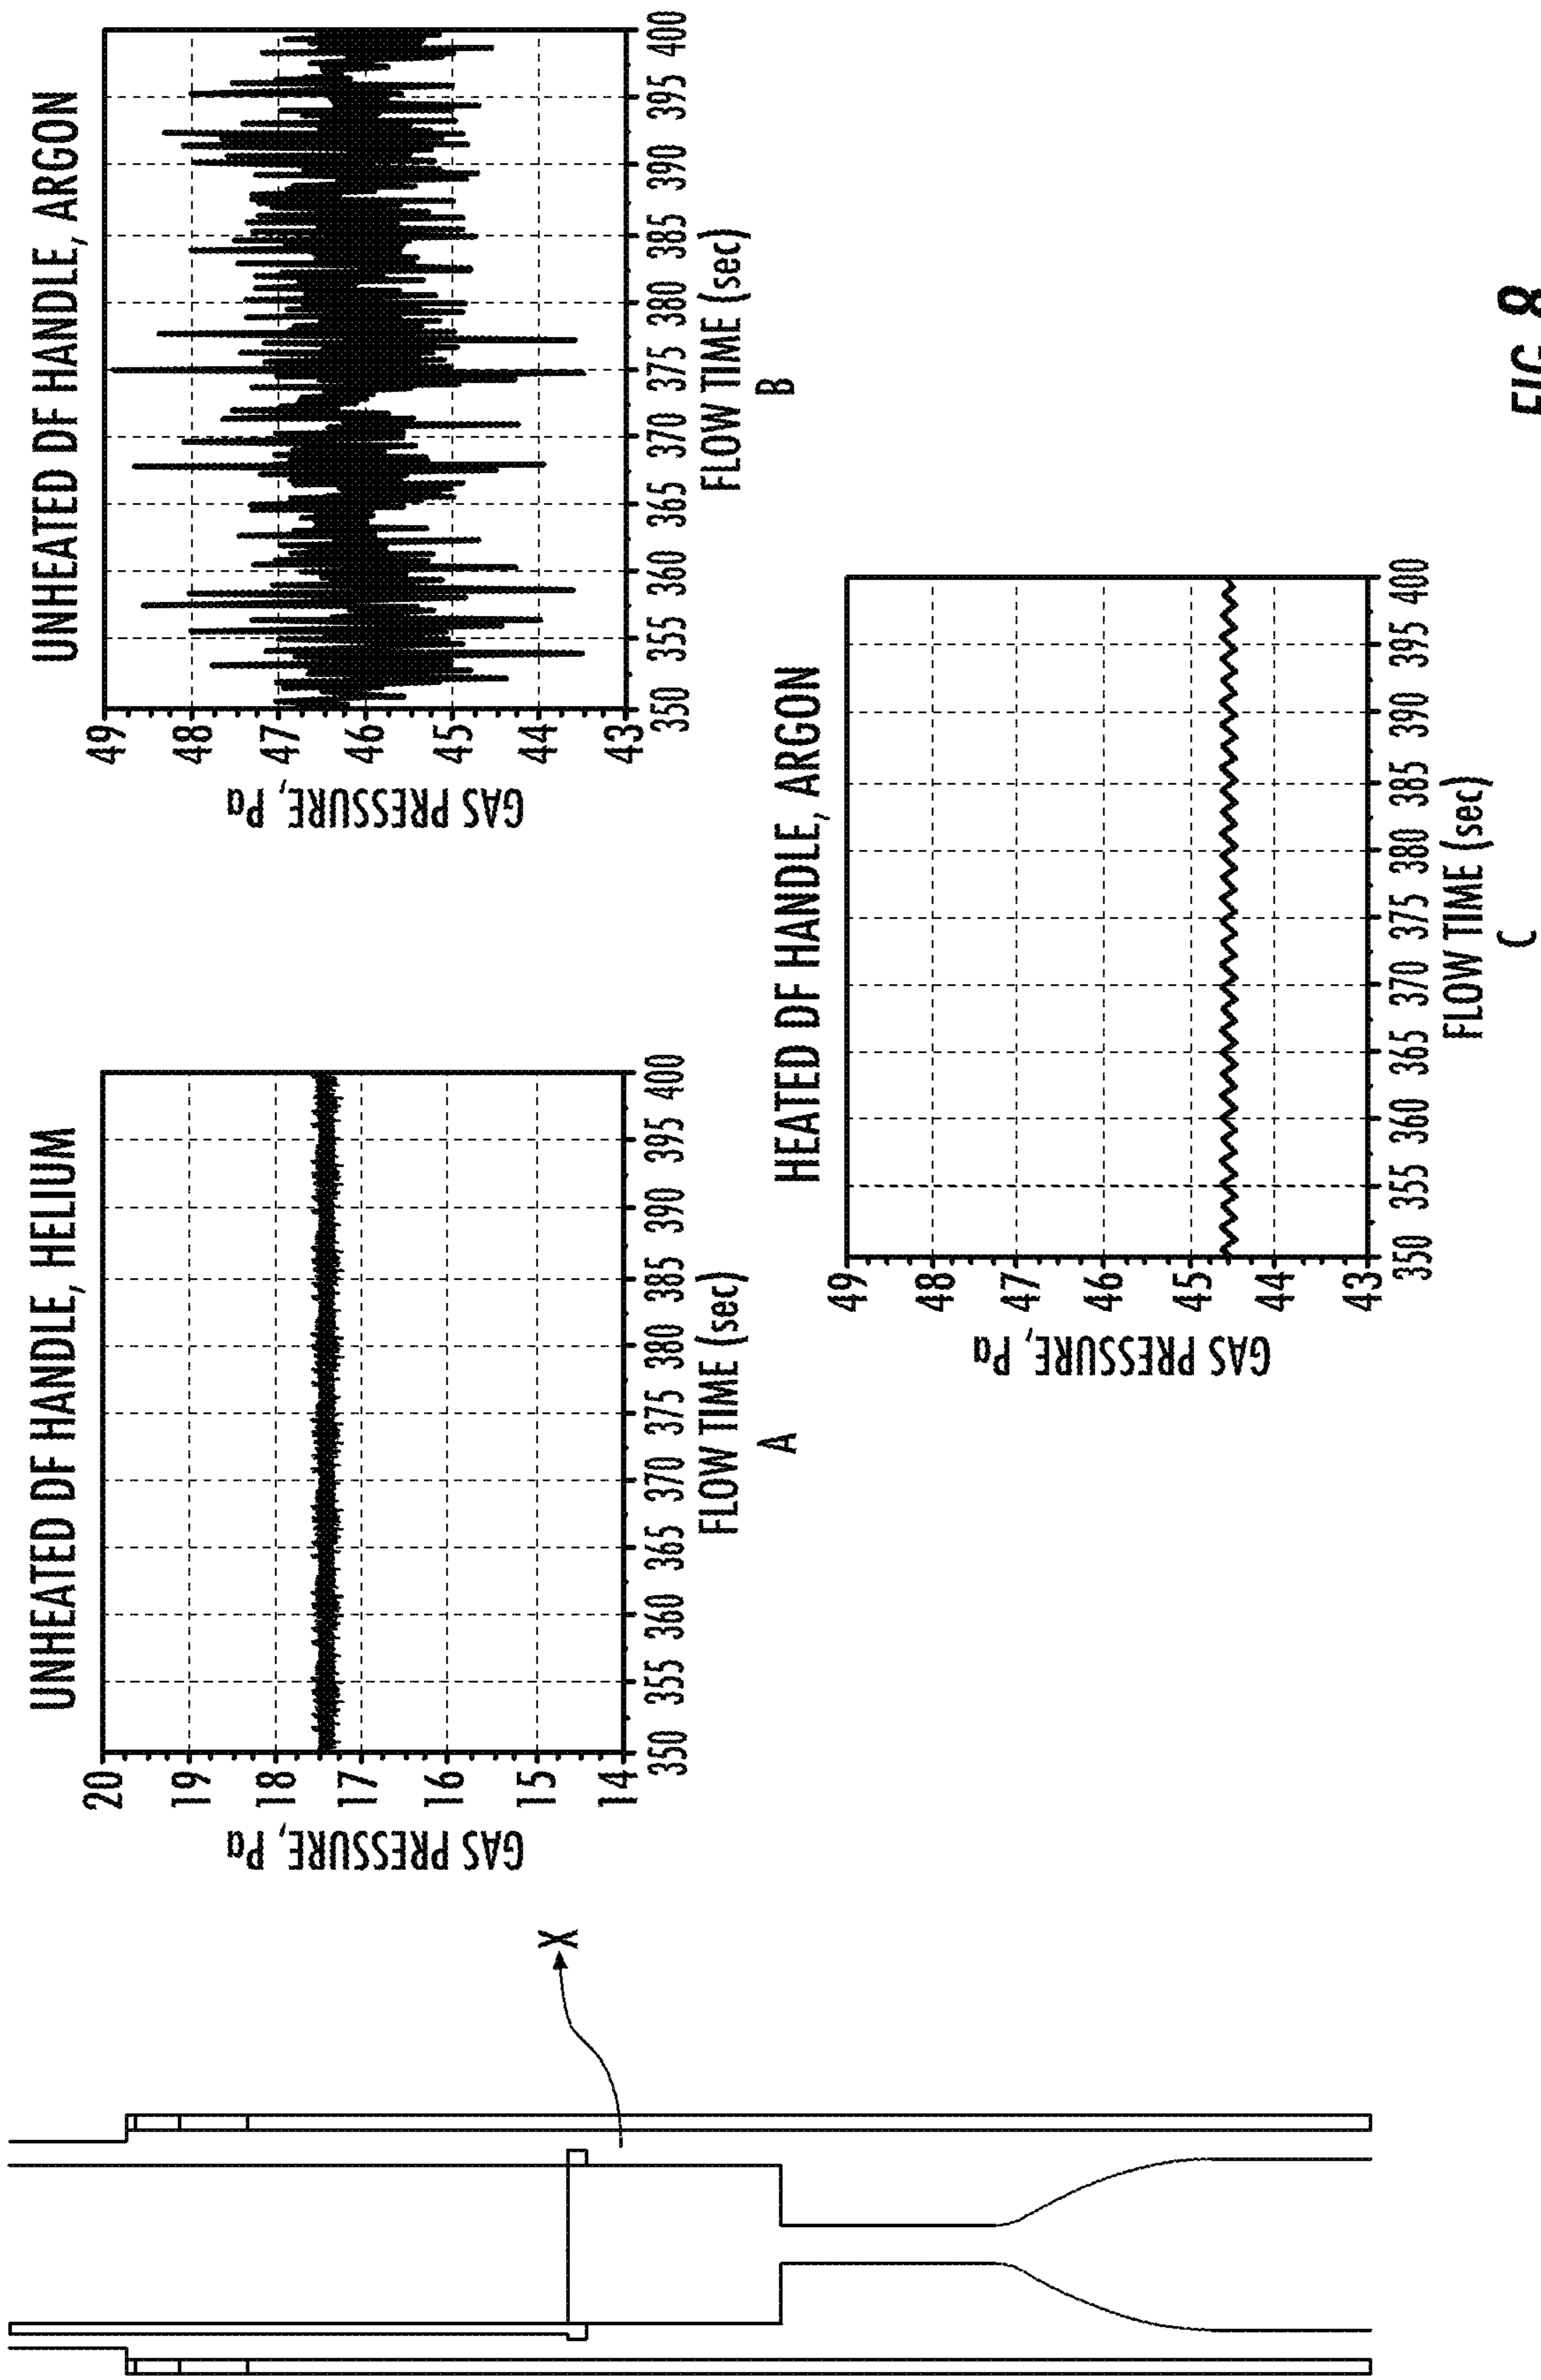 X
UNHEATED DF HANDLE, HELIUM
GAS PRESSURE, Pa
20
19
18
17
16
15
14
350 355 360 365 370 375 380 385 390 395 400
FLOW TIME (sec)
A
UNHEATED DF HANDLE, ARGON
GAS PRESSURE, Pa
49
48
47
46
45
44
43
350 355 360 365 370 375 380 385 390 395 400
FLOW TIME (sec)
B
HEATED DF HANDLE, ARGON
GAS PRESSURE, Pa
49
48
47
46
45
44
43
350 355 360 365 370 375 380 385 390 395 400
FLOW TIME (sec)
C
FIG. 8